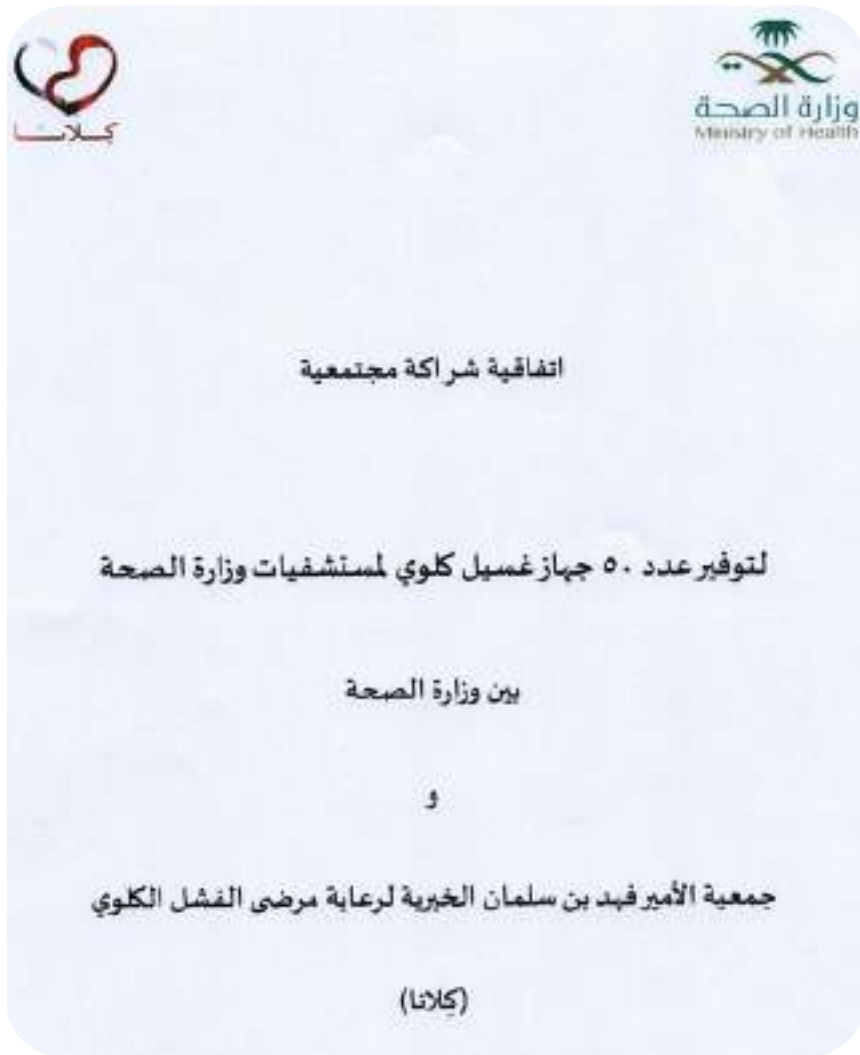 كلانا
وزارة الصحة
Ministry of Health
اتفاقية شراكة مجتمعية
لتوفير عدد ٥٠ جهاز غسيل كلوي لمستشفيات وزارة الصحة
بين وزارة الصحة
و
جمعية الأمير فهد بن سلمان الخيرية لرعاية مرضى الفشل الكلوي
(كِلانا)